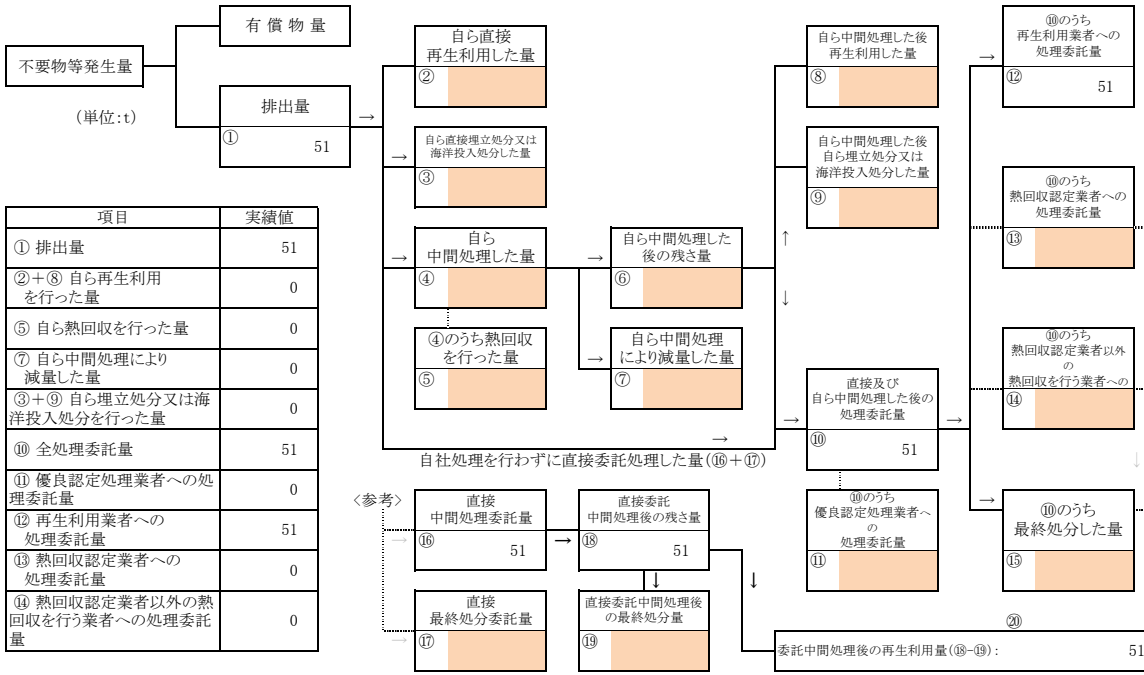 有 償 物 量
不要物等発生量
(単位:t)
排出量
①
51
→
自ら直接
再生利用した量
②
→
自ら直接埋立処分又は
海洋投入処分した量
③
→
自ら
中間処理した量
④
④のうち熱回収
を行った量
⑤
→
自ら中間処理した
後の残さ量
⑥
→
自ら中間処理
により減量した量
⑦
自ら中間処理した後
再生利用した量
⑧
自ら中間処理した後
自ら埋立処分又は
海洋投入処分した量
⑨
↑
↓
→
直接及び
自ら中間処理した後の
処理委託量
⑩
51
→
⑩のうち
優良認定処理業者へ
の
処理委託量
⑪
→
⑩のうち
再生利用業者への
処理委託量
⑫
51
⑩のうち
熱回収認定業者への
処理委託量
⑬
⑩のうち
熱回収認定業者以外
の
熱回収を行う業者への
⑭
↓
→
⑩のうち
最終処分した量
⑮
→
自社処理を行わずに直接委託処理した量(⑯+⑰)
<参考>
→
直接
中間処理委託量
⑯
51
→
直接委託
中間処理後の残さ量
⑱
51
→
直接
最終処分委託量
⑰
↓
直接委託中間処理後
の最終処分量
⑲
↓
⑳
委託中間処理後の再生利用量(⑱-⑲):
51
項目 実績値
① 排出量 51
②+⑧ 自ら再生利用
を行った量 0
⑤ 自ら熱回収を行った量 0
⑦ 自ら中間処理により
減量した量 0
③+⑨ 自ら埋立処分又は海
洋投入処分を行った量 0
⑩ 全処理委託量 51
⑪ 優良認定処理業者への処
理委託量 0
⑫ 再生利用業者への
処理委託量 51
⑬ 熱回収認定業者への
処理委託量 0
⑭ 熱回収認定業者以外の熱
回収を行う業者への処理委託
量 0